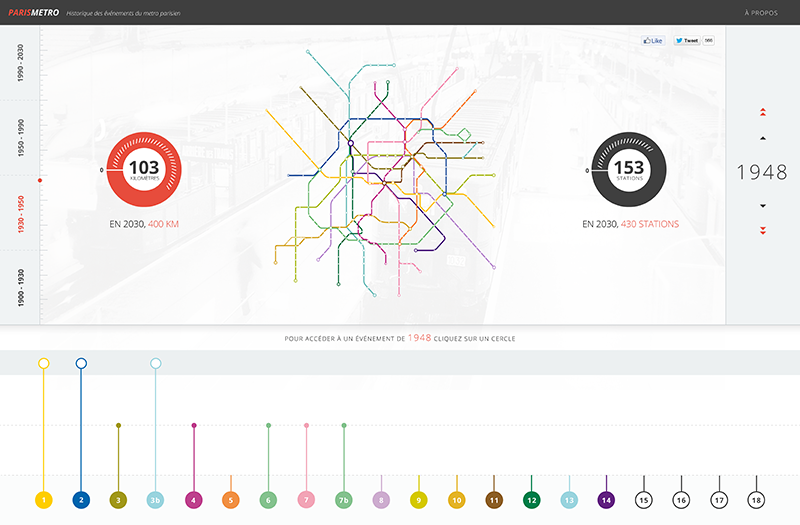 PARISMETRO Historique des événements du metro parisien
À PROPOS
Like Tweet 566
1990 - 2030
1950 - 1990
1930 - 1950
1900 - 1930
0
103
KILOMÈTRES
EN 2030, 400 KM
0
153
STATIONS
EN 2030, 430 STATIONS
1948
POUR ACCÉDER À UN ÉVÉNEMENT DE 1948 CLIQUEZ SUR UN CERCLE
1 2 3 3b 4 5 6 7 7b 8 9 10 11 12 13 14 15 16 17 18